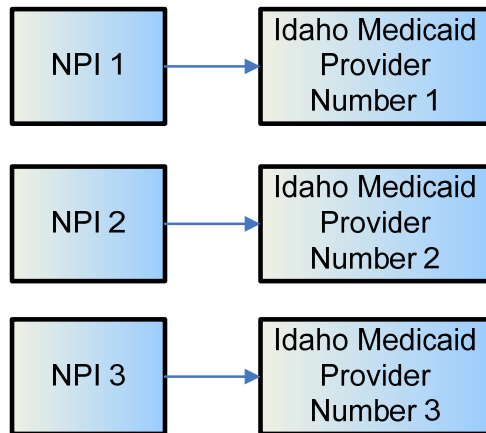 NPI 1
Idaho Medicaid
Provider
Number 1
NPI 2
Idaho Medicaid
Provider
Number 2
NPI 3
Idaho Medicaid
Provider
Number 3